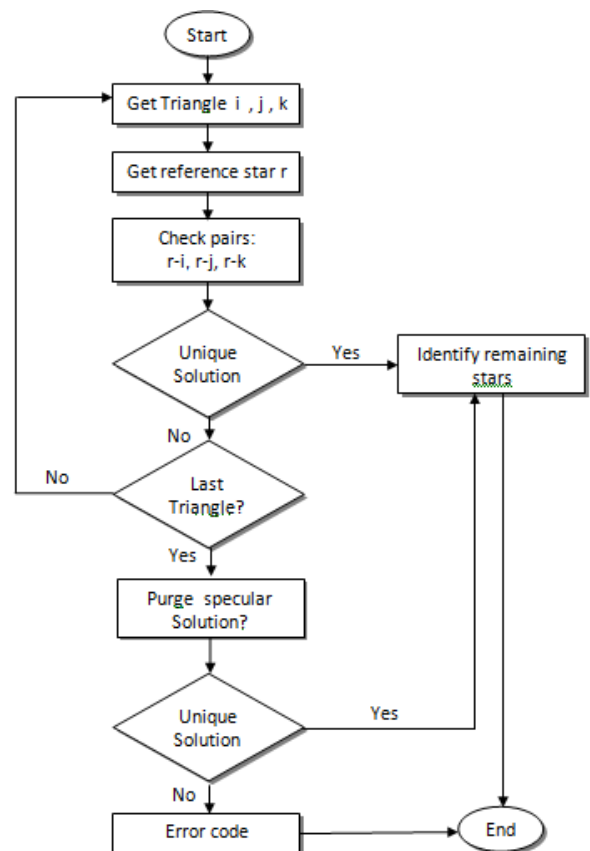 Start
Get Triangle i , j , k
Get reference star r
Check pairs:
r-i, r-j, r-k
Unique
Solution
Yes
Identify remaining
stars
No
Last
Triangle?
No
Yes
Purge specular
Solution?
Unique
Solution
Yes
No
Error code
End